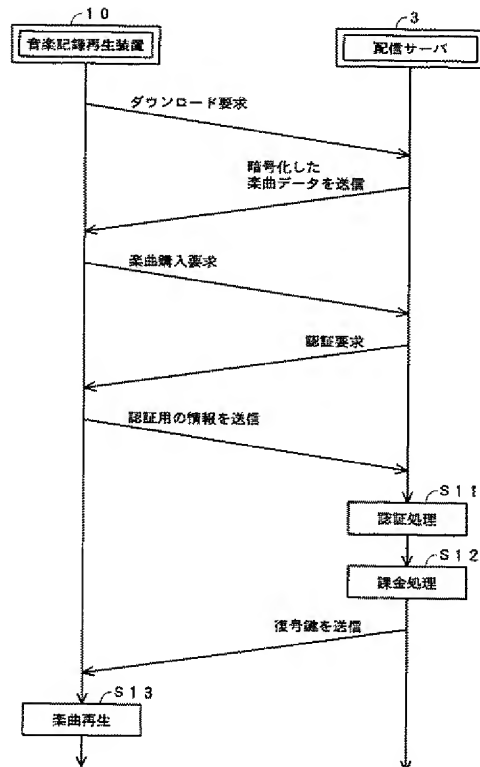 10
音楽記録再生装置
3
配信サーバ
ダウンロード要求
暗号化した
楽曲データを送信
楽曲購入要求
認証要求
認証用の情報を送信
S11
認証処理
S12
課金処理
復号鍵を送信
S13
楽曲再生